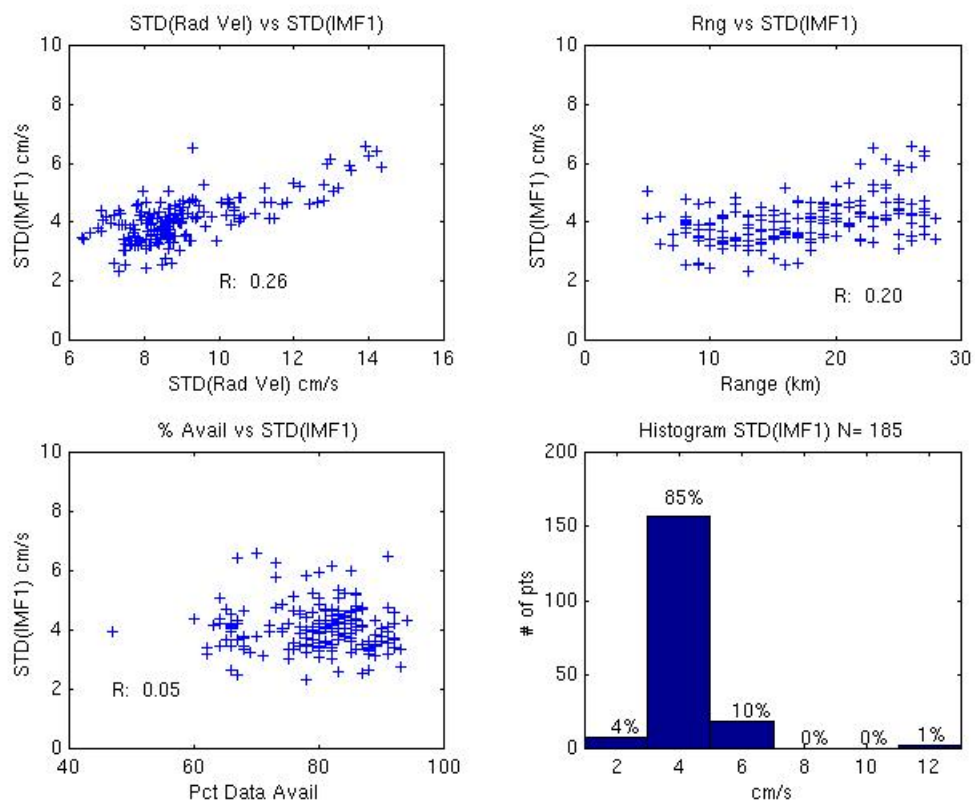 STD(Rad Vel) vs STD(IMF1)
10
8
6
4
2
0
STD(IMF1) cm/s
R: 0.26
6 8 10 12 14 16
STD(Rad Vel) cm/s
Rng vs STD(IMF1)
10
8
6
4
2
0
STD(IMF1) cm/s
R: 0.20
0 10 20 30
Range (km)
% Avail vs STD(IMF1)
10
8
6
4
2
0
STD(IMF1) cm/s
R: 0.05
40 60 80 100
Pct Data Avail
Histogram STD(IMF1) N= 185
200
150
100
50
0
# of pts
4% 85% 10% 0% 0% 1%
2 4 6 8 10 12
cm/s